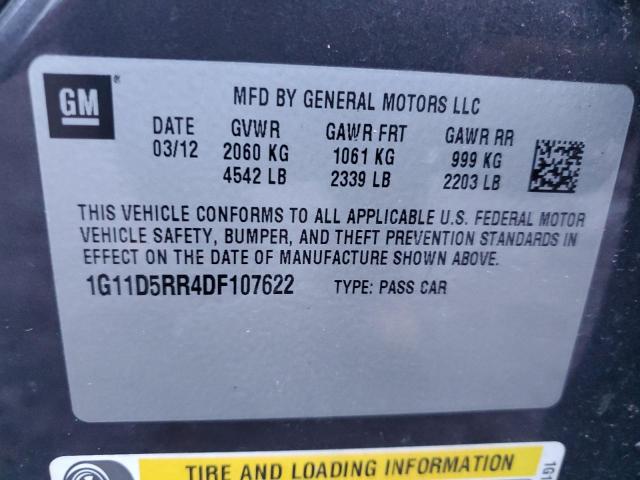 GM®
MFD BY GENERAL MOTORS LLC
DATE GVWR GAWR FRT GAWR RR
03/12 2060 KG 1061 KG 999 KG
4542 LB 2339 LB 2203 LB
THIS VEHICLE CONFORMS TO ALL APPLICABLE U.S. FEDERAL MOTOR
VEHICLE SAFETY, BUMPER, AND THEFT PREVENTION STANDARDS IN
EFFECT ON THE DATE OF MANUFACTURE SHOWN ABOVE.
1G11D5RR4DF107622 TYPE: PASS CAR
TIRE AND LOADING INFORMATION